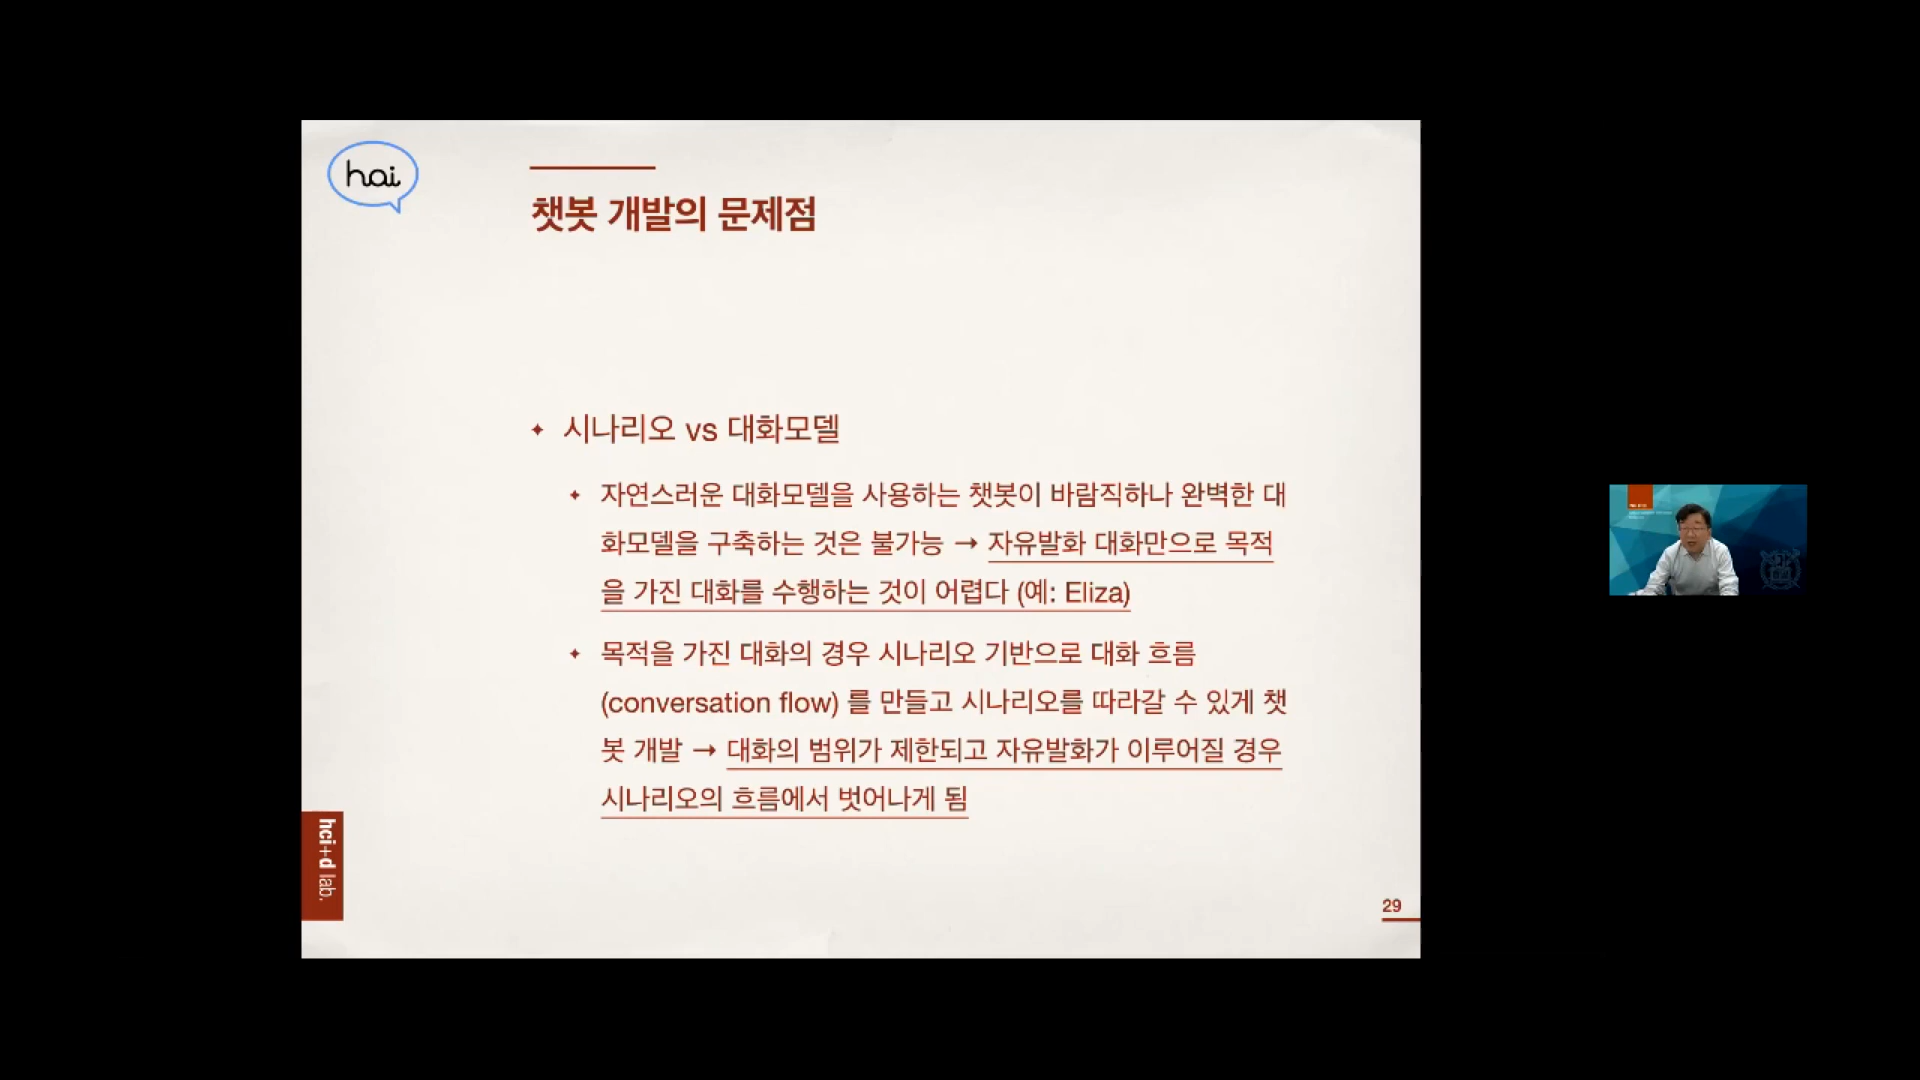 hai
챗봇 개발의 문제점
✦ 시나리오 vs 대화모델
✦ 자연스러운 대화모델을 사용하는 챗봇이 바람직하나 완벽한 대
화모델을 구축하는 것은 불가능 → 자유발화 대화만으로 목적
을 가진 대화를 수행하는 것이 어렵다 (예: Eliza)
✦ 목적을 가진 대화의 경우 시나리오 기반으로 대화 흐름
(conversation flow) 를 만들고 시나리오를 따라갈 수 있게 챗
봇 개발 → 대화의 범위가 제한되고 자유발화가 이루어질 경우
시나리오의 흐름에서 벗어나게 됨
hci+d lab.
29